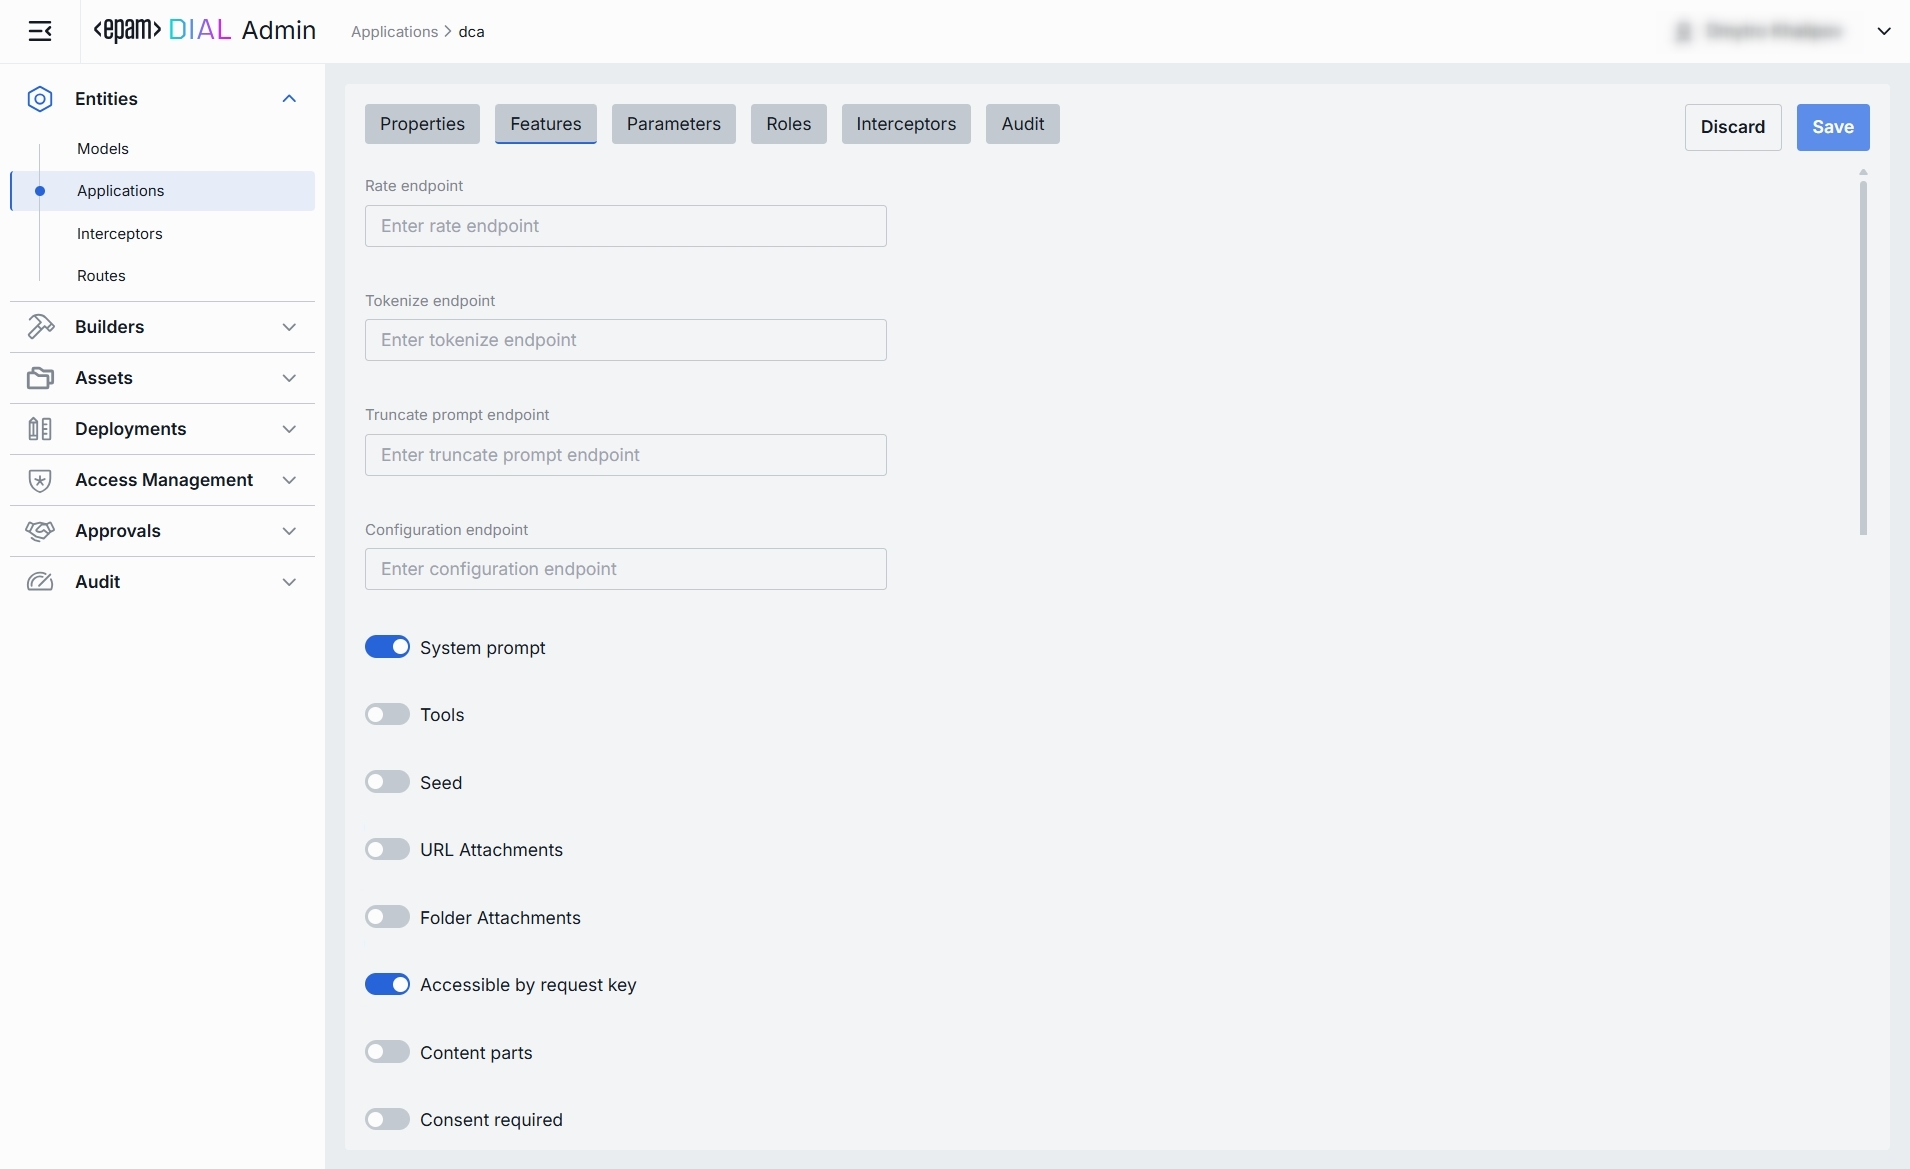 <epam> DIAL Admin
Applications > dca
Entities
Models
Applications
Interceptors
Routes
Builders
Assets
Deployments
Access Management
Approvals
Audit
Properties
Features
Parameters
Roles
Interceptors
Audit
Discard
Save
Rate endpoint
Enter rate endpoint
Tokenize endpoint
Enter tokenize endpoint
Truncate prompt endpoint
Enter truncate prompt endpoint
Configuration endpoint
Enter configuration endpoint
System prompt
Tools
Seed
URL Attachments
Folder Attachments
Accessible by request key
Content parts
Consent required